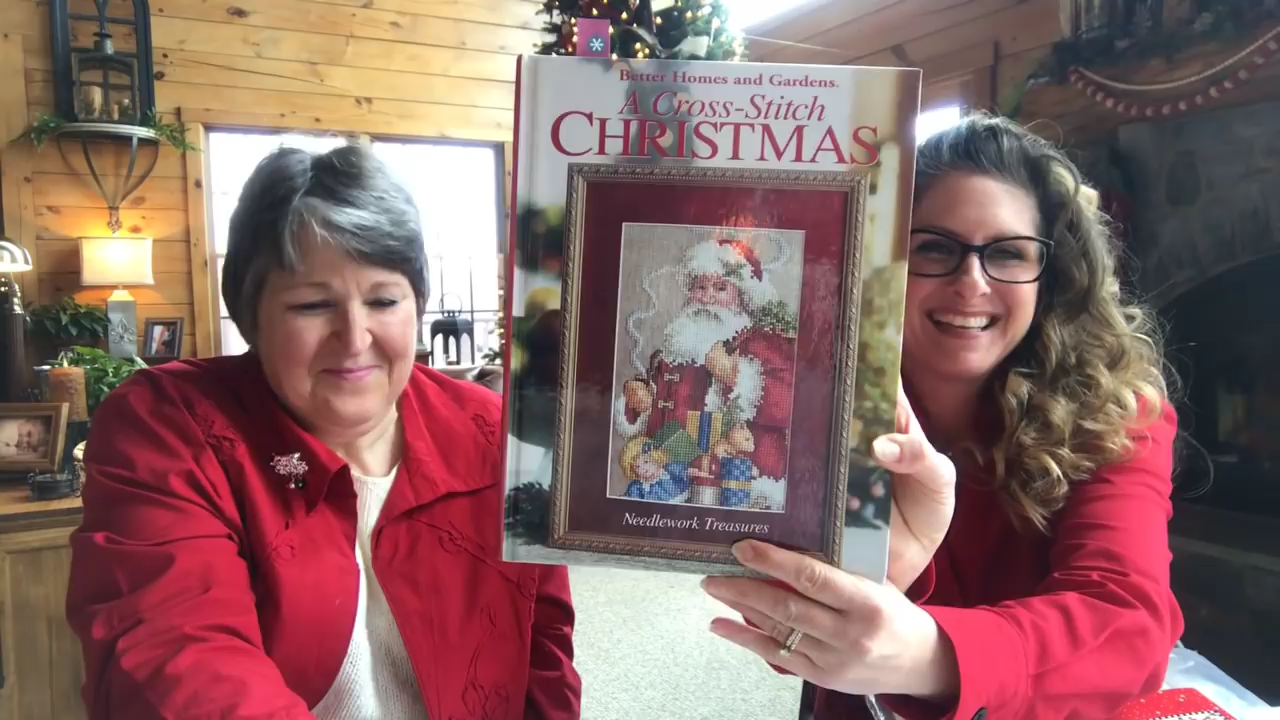 Better Homes and Gardens.
A Cross-Stitch
CHRISTMAS
Needlework Treasures